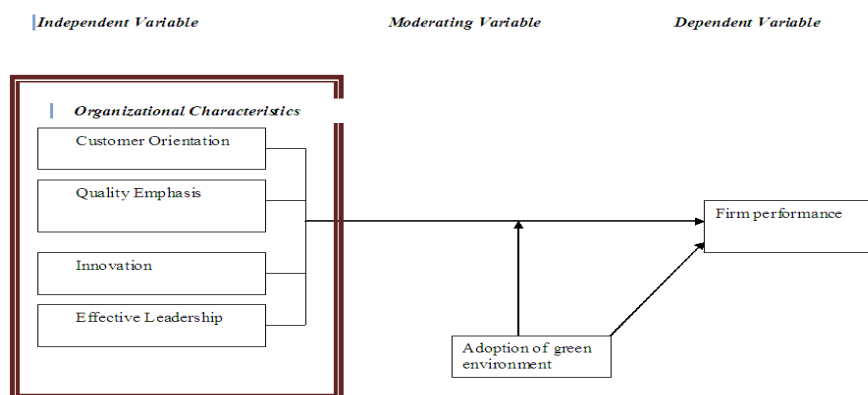 Independent Variable
Moderating Variable
Dependent Variable
Organizational Characteristics
Customer Orientation
Quality Emphasis
Innovation
Effective Leadership
Firm performance
Adoption of green
environment